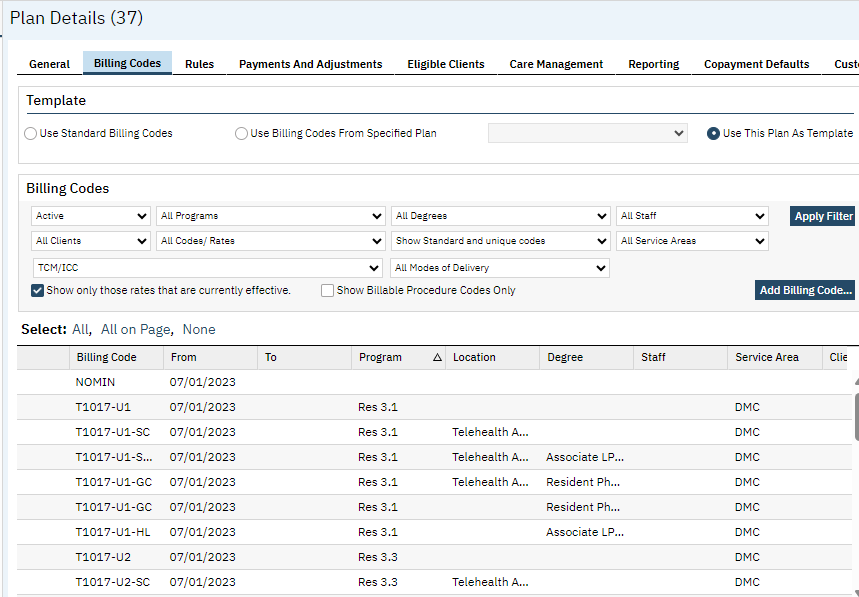 Plan Details (37)
General Billing Codes Rules Payments And Adjustments Eligible Clients Care Management Reporting Copayment Defaults Custo
Template
Use Standard Billing Codes Use Billing Codes From Specified Plan Use This Plan As Template
Billing Codes
Active All Programs All Degrees All Staff Apply Filter
All Clients All Codes/ Rates Show Standard and unique codes All Service Areas
TCM/ICC All Modes of Delivery
Show only those rates that are currently effective. Show Billable Procedure Codes Only Add Billing Code...
Select: All, All on Page, None
Billing Code From To Program △ Location Degree Staff Service Area Clie
NOMIN 07/01/2023
T1017-U1 07/01/2023 Res 3.1 DMC
T1017-U1-SC 07/01/2023 Res 3.1 Telehealth A... DMC
T1017-U1-S... 07/01/2023 Res 3.1 Telehealth A... Associate LP... DMC
T1017-U1-GC 07/01/2023 Res 3.1 Telehealth A... Resident Ph... DMC
T1017-U1-GC 07/01/2023 Res 3.1 Resident Ph... DMC
T1017-U1-HL 07/01/2023 Res 3.1 Associate LP... DMC
T1017-U2 07/01/2023 Res 3.3 DMC
T1017-U2-SC 07/01/2023 Res 3.3 Telehealth A... DMC